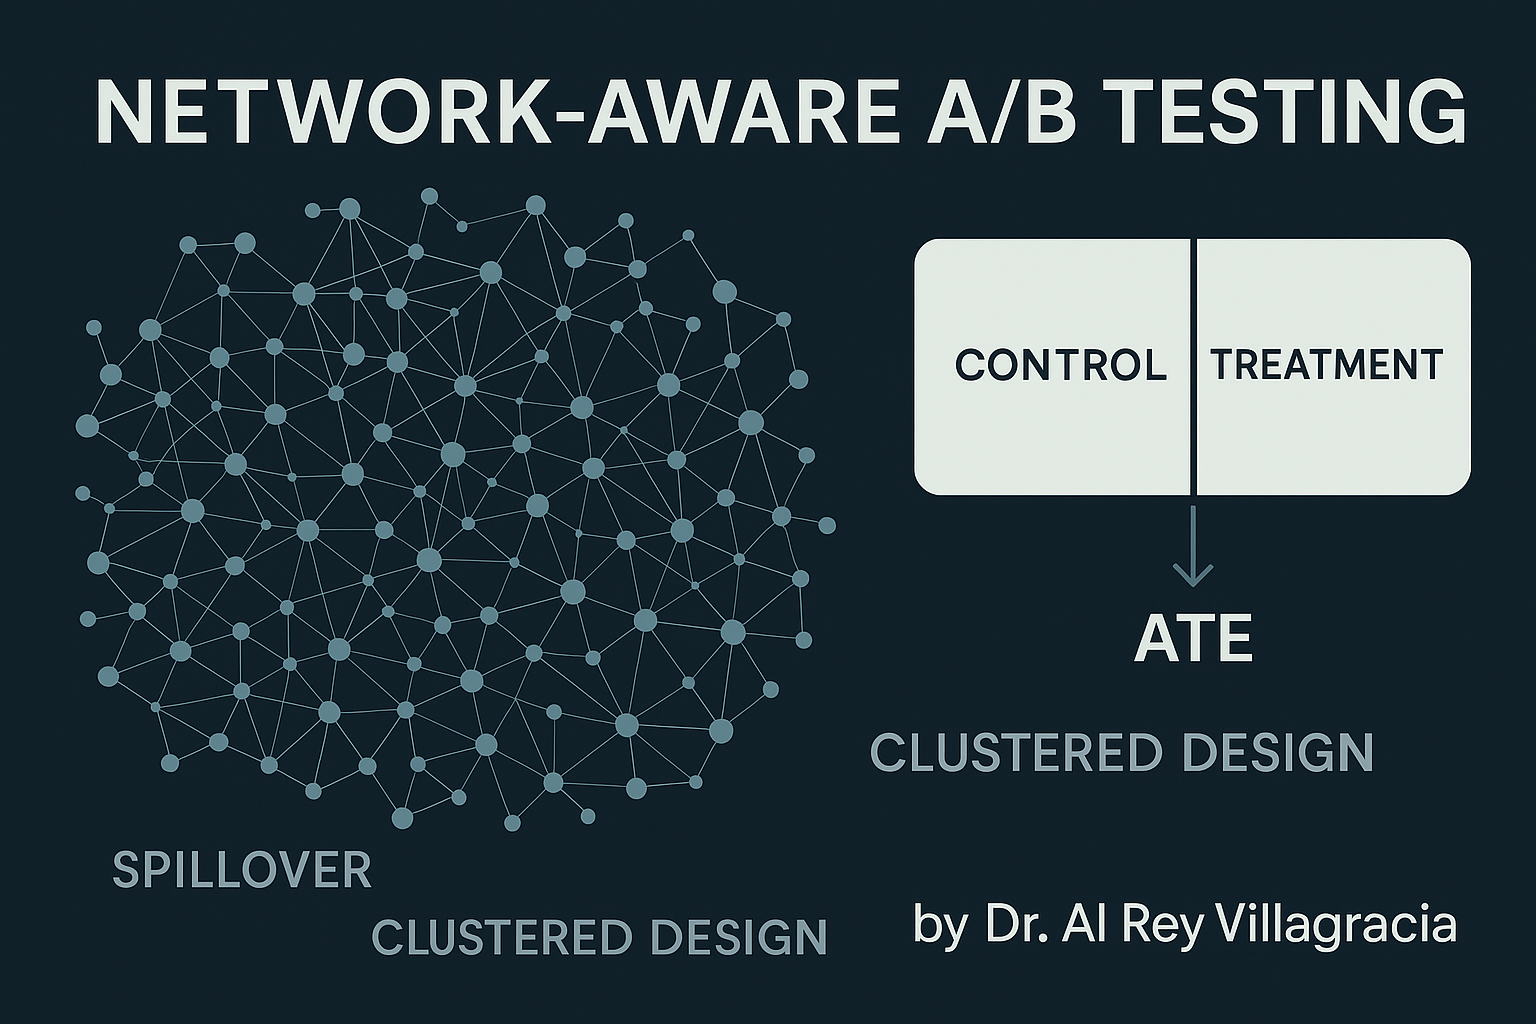 NETWORK-AWARE A/B TESTING
CONTROL
TREATMENT
ATE
CLUSTERED DESIGN
SPILLOVER
CLUSTERED DESIGN
by Dr. Al Rey Villagracia